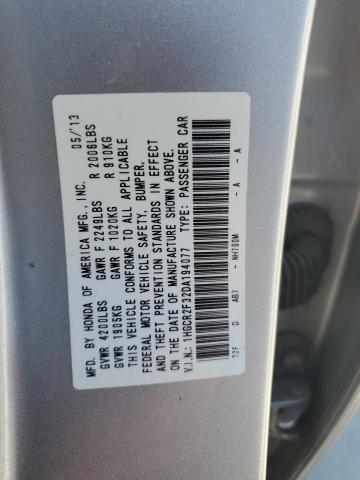 MFD. BY HONDA OF AMERICA MFG., INC. 05/'13
GVWR 4200LBS GAWR F 2249LBS R 2006LBS
GVWR 1905KG GAWR F 1020KG R 910KG
THIS VEHICLE CONFORMS TO ALL APPLICABLE
FEDERAL MOTOR VEHICLE SAFETY, BUMPER,
AND THEFT PREVENTION STANDARDS IN EFFECT
ON THE DATE OF MANUFACTURE SHOWN ABOVE.
V.I.N.: 1HGCR2F32DA194077 TYPE: PASSENGER CAR
12F D AB7 - NH700M - A - A